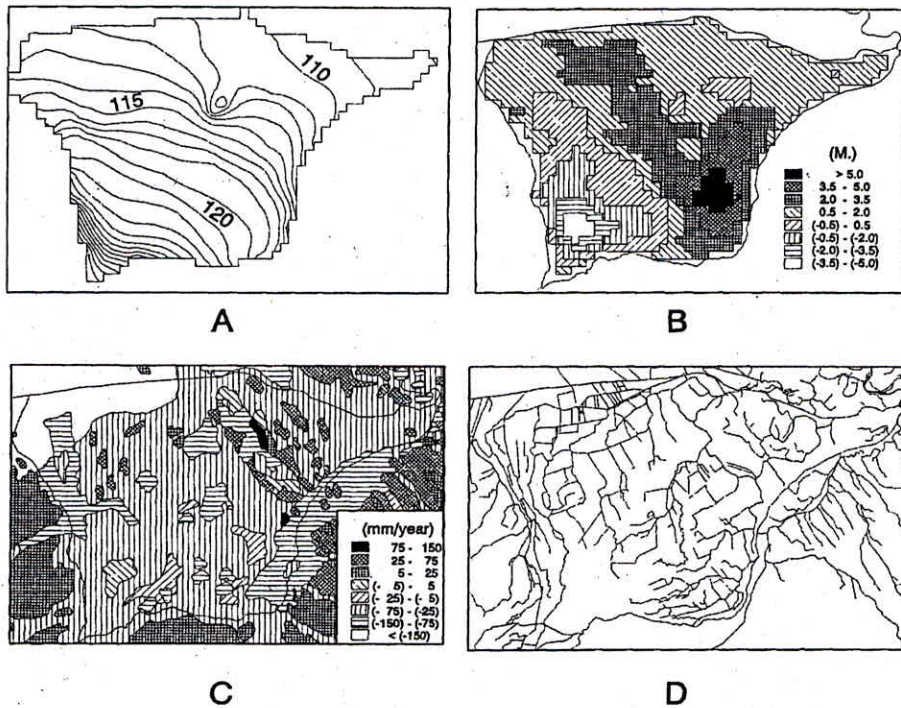 110
115
120
A
(M.)
> 5.0
3.5 - 5.0
2.0 - 3.5
0.5 - 2.0
(-0.5) - 0.5
(-0.5) - (-2.0)
(-2.0) - (-3.5)
(-3.5) - (-5.0)
B
(mm/year)
75 - 150
25 - 75
5 - 25
(- 5) - 5
(- 25) - (- 5)
(- 75) - (-25)
(-150) - (-75)
< (-150)
C
D